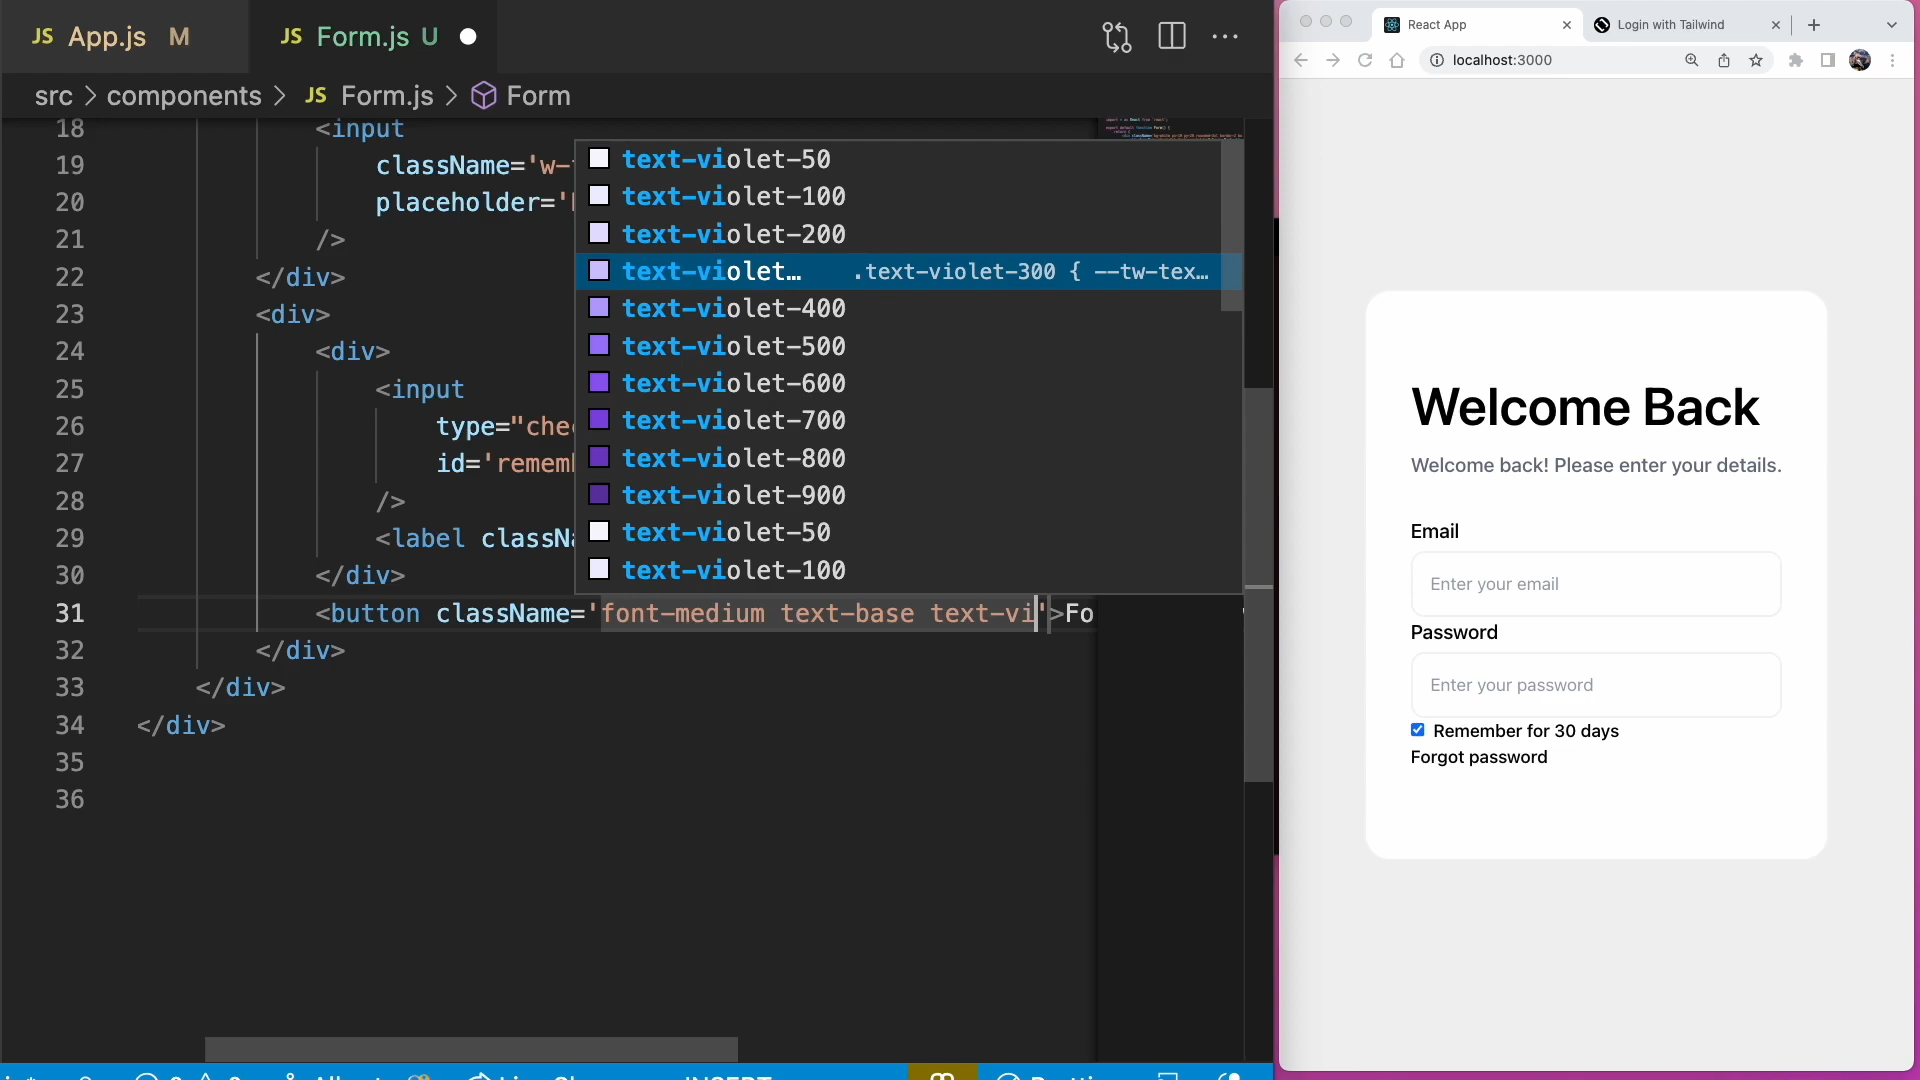 JS App.js M
JS Form.js U
src > components > JS Form.js > Form
18 <input
19 className='w-
20 placeholder='
21 />
22 </div>
23 <div>
24 <div>
25 <input
26 type="che
27 id='rememb
28 />
29 <label classNa
30 </div>
31 <button className='font-medium text-base text-vi'>Fo
32 </div>
33 </div>
34 </div>
35
36
text-violet-50
text-violet-100
text-violet-200
text-violet… .text-violet-300 { --tw-tex…
text-violet-400
text-violet-500
text-violet-600
text-violet-700
text-violet-800
text-violet-900
text-violet-50
text-violet-100
React App
Login with Tailwind
localhost:3000
Welcome Back
Welcome back! Please enter your details.
Email
Enter your email
Password
Enter your password
Remember for 30 days
Forgot password